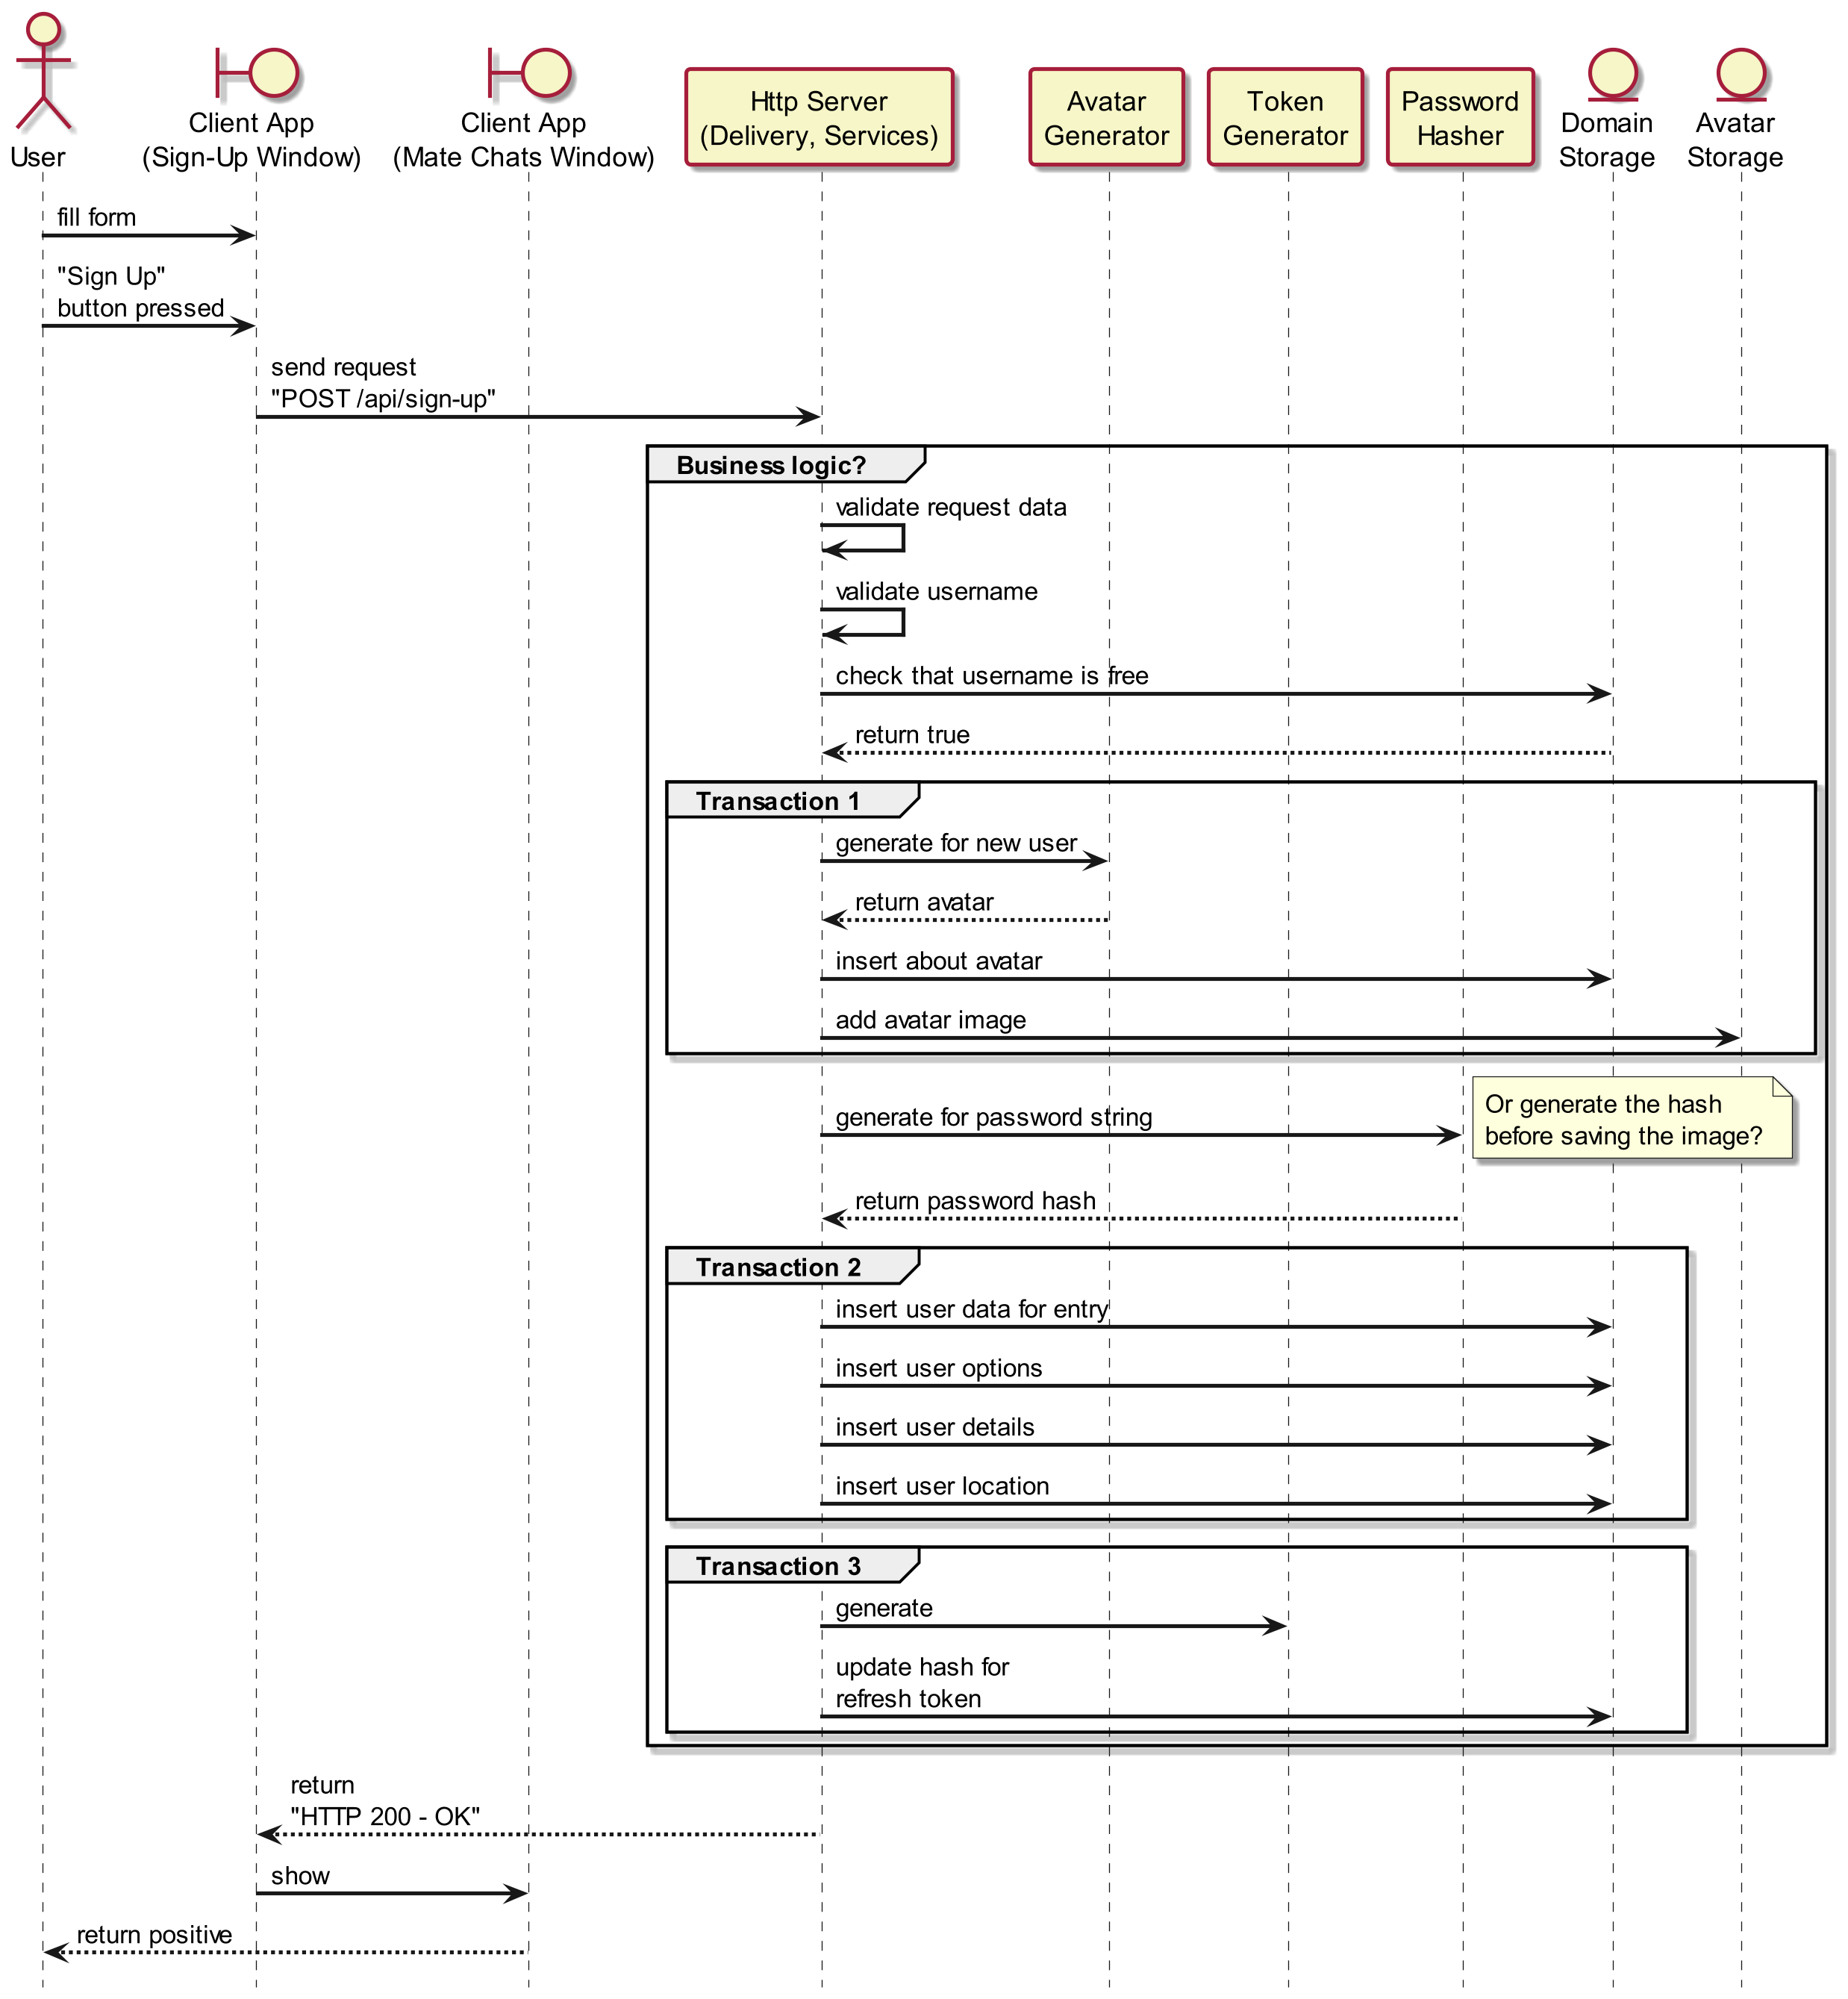 User
Client App
(Sign-Up Window)
Client App
(Mate Chats Window)
Http Server
(Delivery, Services)
Avatar
Generator
Token
Generator
Password
Hasher
Domain
Storage
Avatar
Storage
fill form
"Sign Up"
button pressed
send request
"POST /api/sign-up"
Business logic?
validate request data
validate username
check that username is free
return true
Transaction 1
generate for new user
return avatar
insert about avatar
add avatar image
generate for password string
Or generate the hash
before saving the image?
return password hash
Transaction 2
insert user data for entry
insert user options
insert user details
insert user location
Transaction 3
generate
update hash for
refresh token
return
"HTTP 200 - OK"
show
return positive